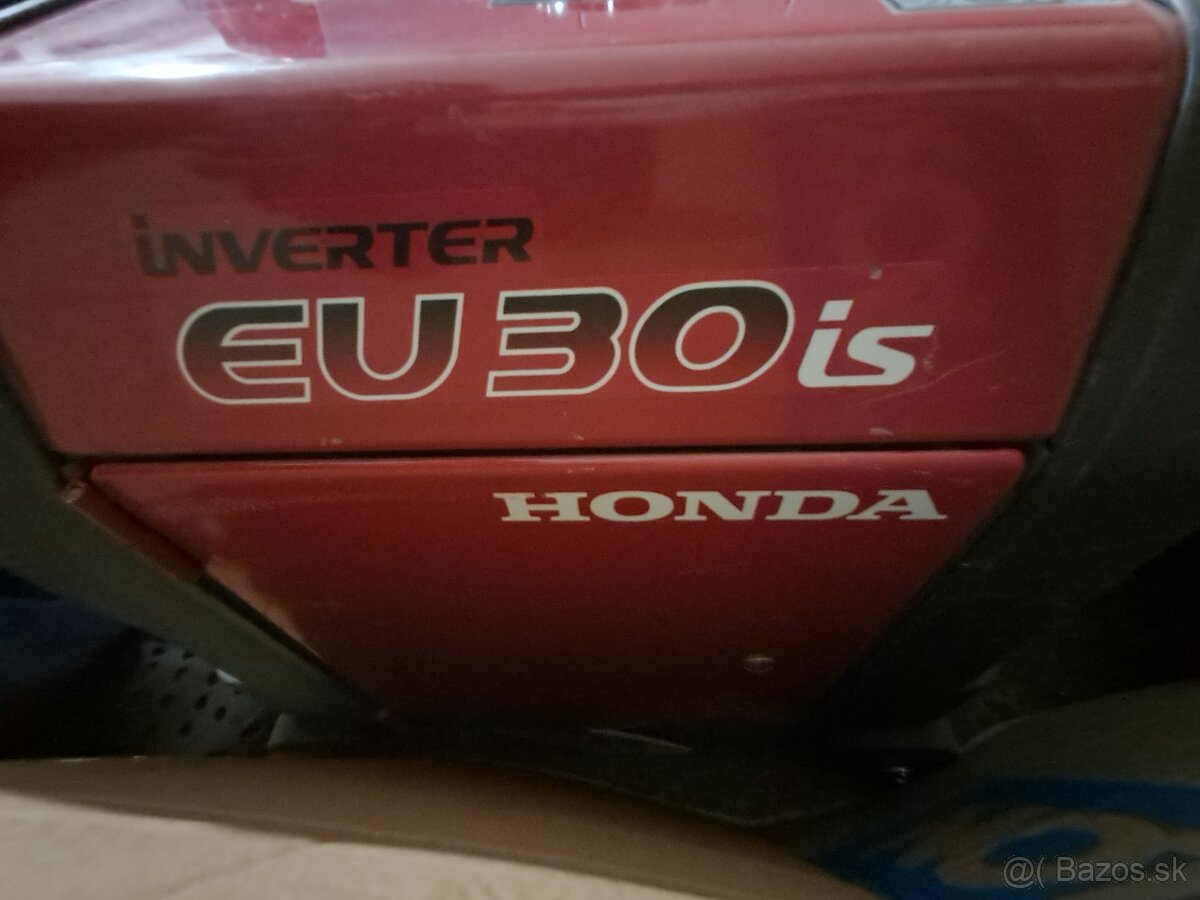 iNVERTER
EU30is
HONDA
@( Bazos.sk